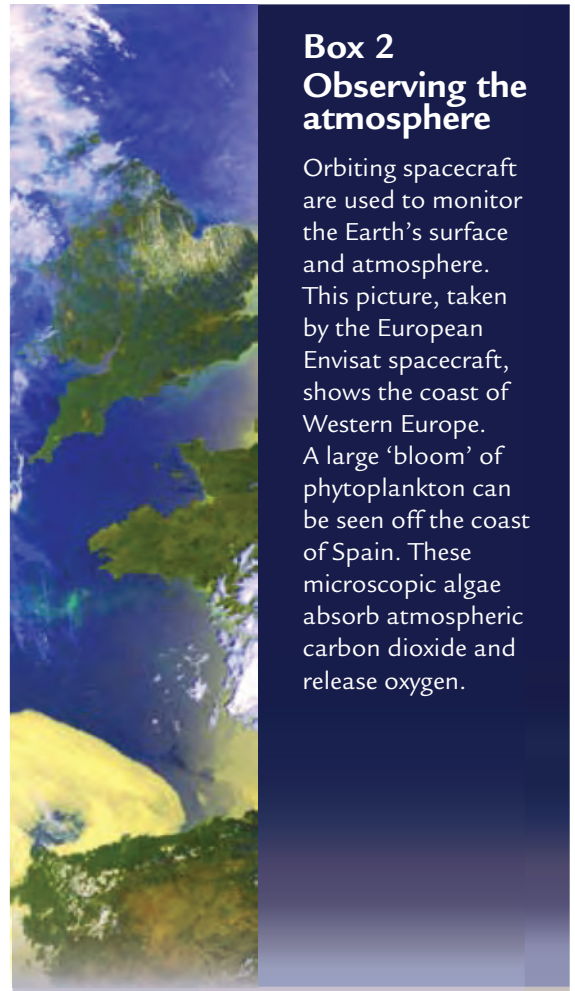 Box 2
Observing the
atmosphere
Orbiting spacecraft
are used to monitor
the Earth’s surface
and atmosphere.
This picture, taken
by the European
Envisat spacecraft,
shows the coast of
Western Europe.
A large ‘bloom’ of
phytoplankton can
be seen off the coast
of Spain. These
microscopic algae
absorb atmospheric
carbon dioxide and
release oxygen.